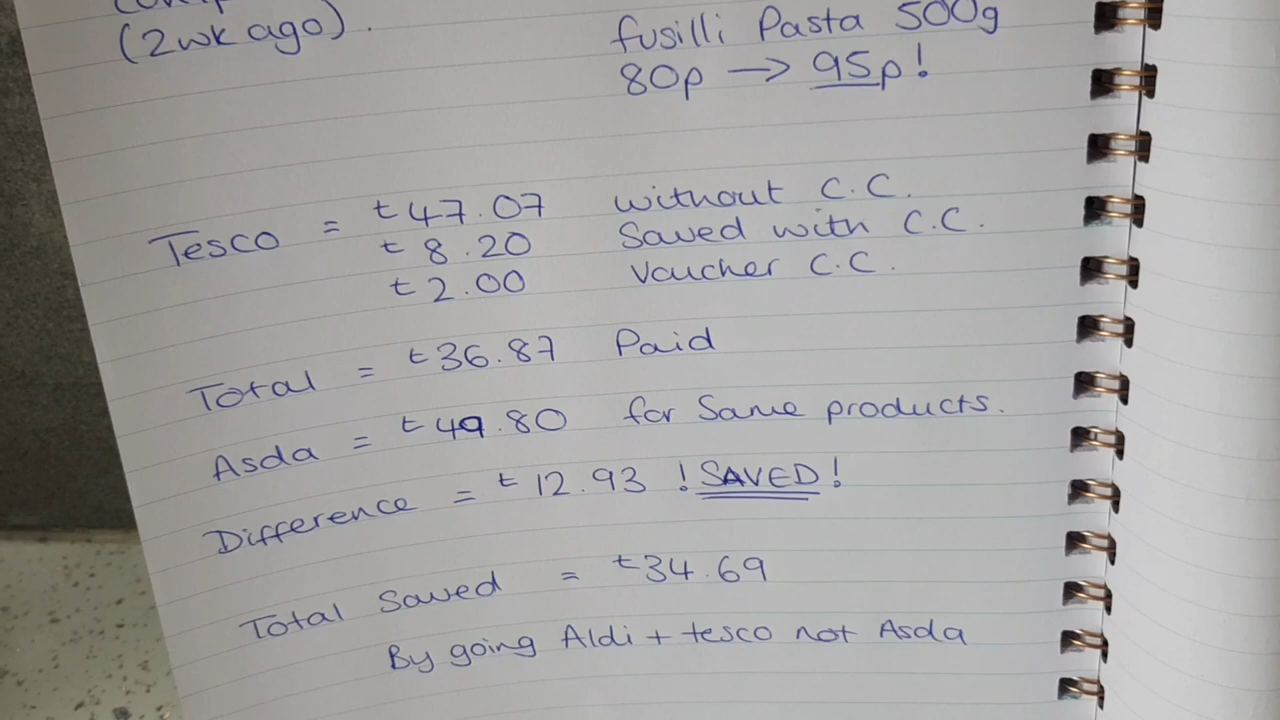 (2wk ago).
fusilli Pasta 500g
80p → 95p!
Tesco = £47.07 without C.C.
£8.20 Saved with C.C.
£2.00 Voucher C.C.
Total = £36.87 Paid
Asda = £49.80 for Same products.
Difference = £12.93 !SAVED!
Total Saved = £34.69
By going Aldi + tesco not Asda